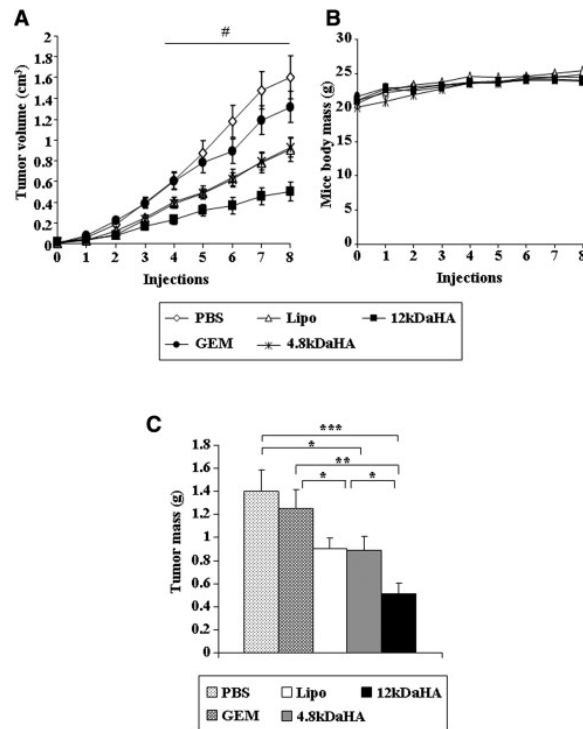 A
#
Tumor volume (cm³)
2
1.8
1.6
1.4
1.2
1
0.8
0.6
0.4
0.2
0
0 1 2 3 4 5 6 7 8
Injections
B
Mice body mass (g)
30
25
20
15
10
5
0
0 1 2 3 4 5 6 7 8
Injections
PBS Lipo 12kDaHA
GEM 4.8kDaHA
C
***
*
**
* *
Tumor mass (g)
1.8
1.6
1.4
1.2
1
0.8
0.6
0.4
0.2
0
PBS Lipo 12kDaHA
GEM 4.8kDaHA